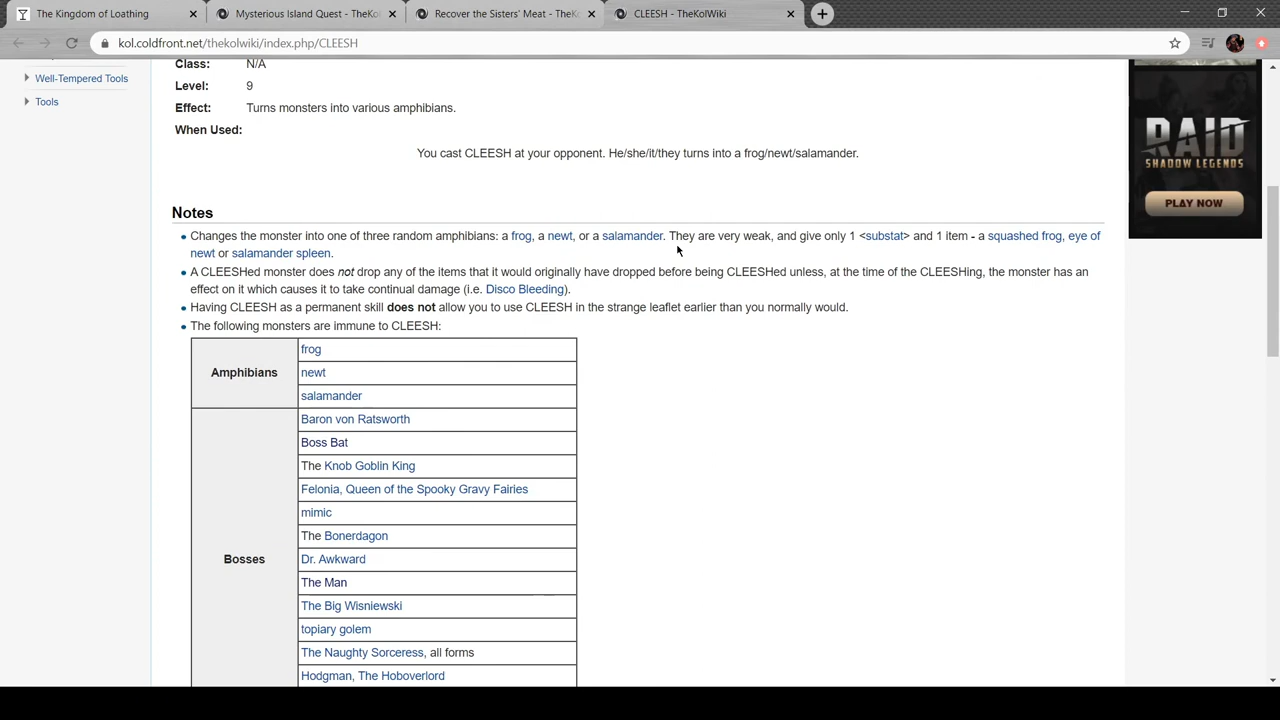 The Kingdom of Loathing
Mysterious Island Quest - TheKol
Recover the Sisters' Meat - TheK
CLEESH - TheKolWiki
kol.coldfront.net/thekolwiki/index.php/CLEESH
Well-Tempered Tools
Tools
Class: N/A
Level: 9
Effect: Turns monsters into various amphibians.
When Used:
You cast CLEESH at your opponent. He/she/it/they turns into a frog/newt/salamander.
Notes
Changes the monster into one of three random amphibians: a frog, a newt, or a salamander. They are very weak, and give only 1 <substat> and 1 item - a squashed frog, eye of
newt or salamander spleen.
A CLEESHed monster does not drop any of the items that it would originally have dropped before being CLEESHed unless, at the time of the CLEESHing, the monster has an
effect on it which causes it to take continual damage (i.e. Disco Bleeding).
Having CLEESH as a permanent skill does not allow you to use CLEESH in the strange leaflet earlier than you normally would.
The following monsters are immune to CLEESH:
Amphibians
frog
newt
salamander
Bosses
Baron von Ratsworth
Boss Bat
The Knob Goblin King
Felonia, Queen of the Spooky Gravy Fairies
mimic
The Bonerdagon
Dr. Awkward
The Man
The Big Wisniewski
topiary golem
The Naughty Sorceress, all forms
Hodgman, The Hoboverlord
RAID
SHADOW LEGENDS
PLAY NOW